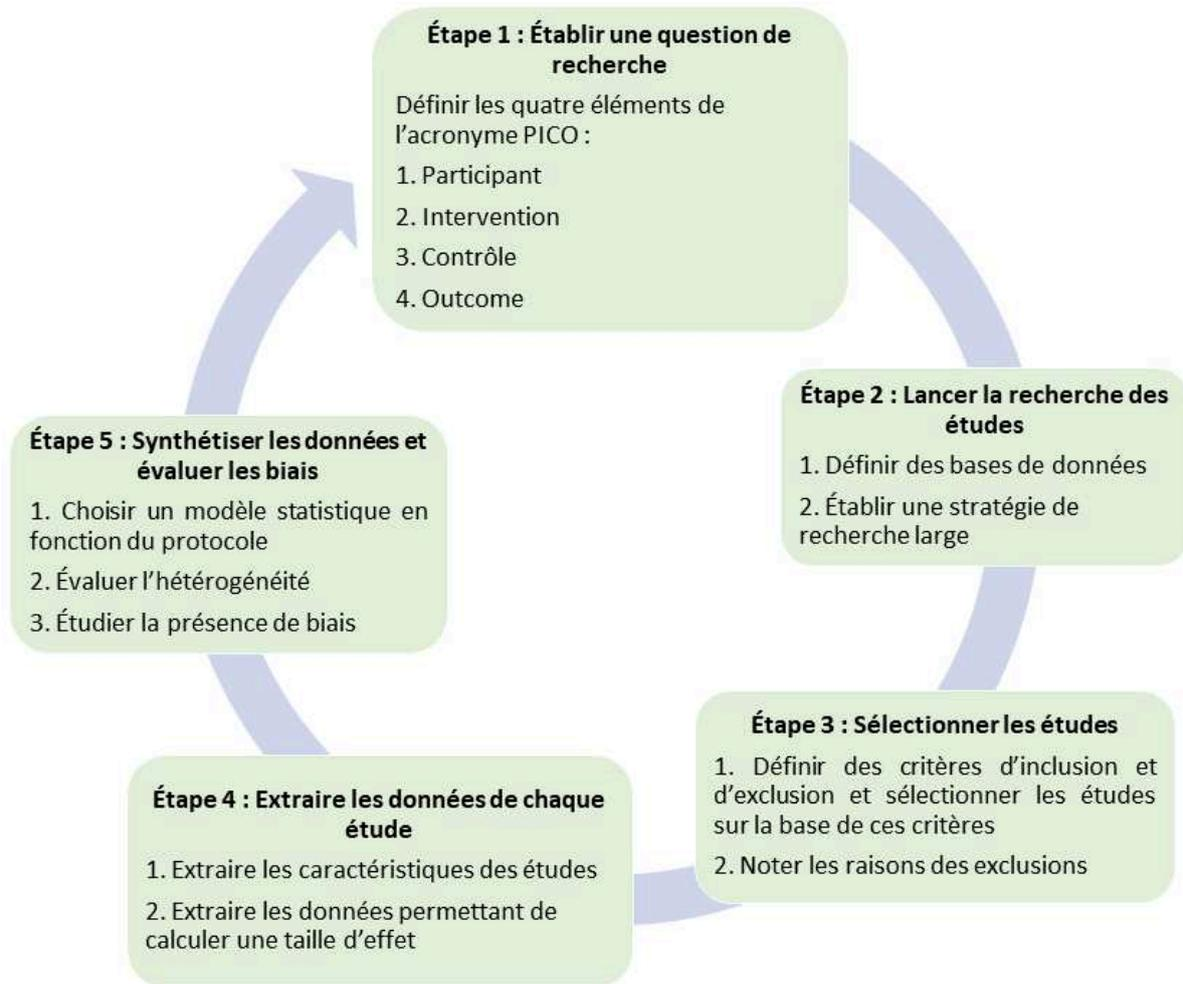 Étape 1 : Établir une question de
recherche
Définir les quatre éléments de
l’acronyme PICO :
1. Participant
2. Intervention
3. Contrôle
4. Outcome
Étape 2 : Lancer la recherche des
études
1. Définir des bases de données
2. Établir une stratégie de
recherche large
Étape 3 : Sélectionner les études
1. Définir des critères d’inclusion et
d’exclusion et sélectionner les études
sur la base de ces critères
2. Noter les raisons des exclusions
Étape 4 : Extraire les données de chaque
étude
1. Extraire les caractéristiques des études
2. Extraire les données permettant de
calculer une taille d’effet
Étape 5 : Synthétiser les données et
évaluer les biais
1. Choisir un modèle statistique en
fonction du protocole
2. Évaluer l’hétérogénéité
3. Étudier la présence de biais